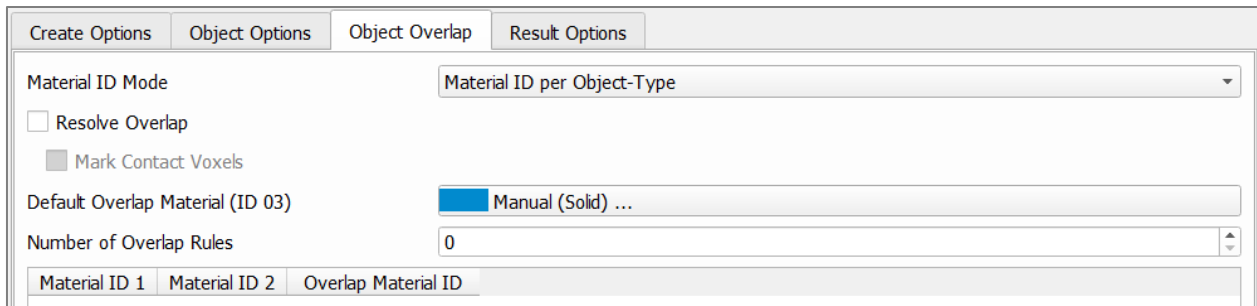 Create Options Object Options Object Overlap Result Options
Material ID Mode Material ID per Object-Type
Resolve Overlap
Mark Contact Voxels
Default Overlap Material (ID 03) Manual (Solid) ...
Number of Overlap Rules 0
Material ID 1 Material ID 2 Overlap Material ID